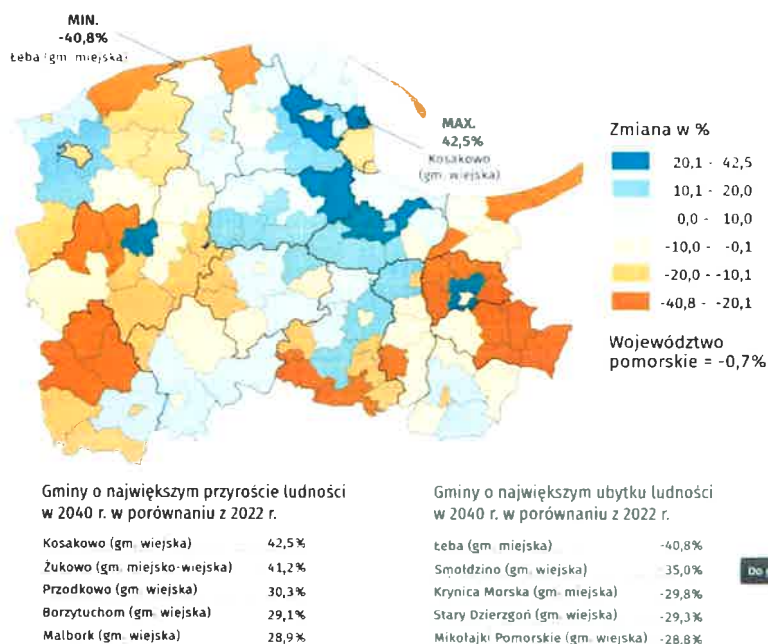 MIN.
-40,8%
Łeba (gm. miejska)
MAX.
42,5%
Kosakowo
(gm. wiejska)
Zmiana w %
20,1 - 42,5
10,1 - 20,0
0,0 - 10,0
-10,0 - -0,1
-20,0 - -10,1
-40,8 - -20,1
Województwo
pomorskie = -0,7%
Gminy o największym przyroście ludności
w 2040 r. w porównaniu z 2022 r.
Kosakowo (gm. wiejska) 42,5%
Żukowo (gm. miejsko-wiejska) 41,2%
Przodkowo (gm. wiejska) 30,3%
Borzytuchom (gm. wiejska) 29,1%
Malbork (gm. wiejska) 28,9%
Gminy o największym ubytku ludności
w 2040 r. w porównaniu z 2022 r.
Łeba (gm. miejska) -40,8%
Smołdzino (gm. wiejska) -35,0%
Krynica Morska (gm. miejska) -29,8%
Stary Dzierzgoń (gm. wiejska) -29,3%
Mikołajki Pomorskie (gm. wiejska) -28,8%
Do